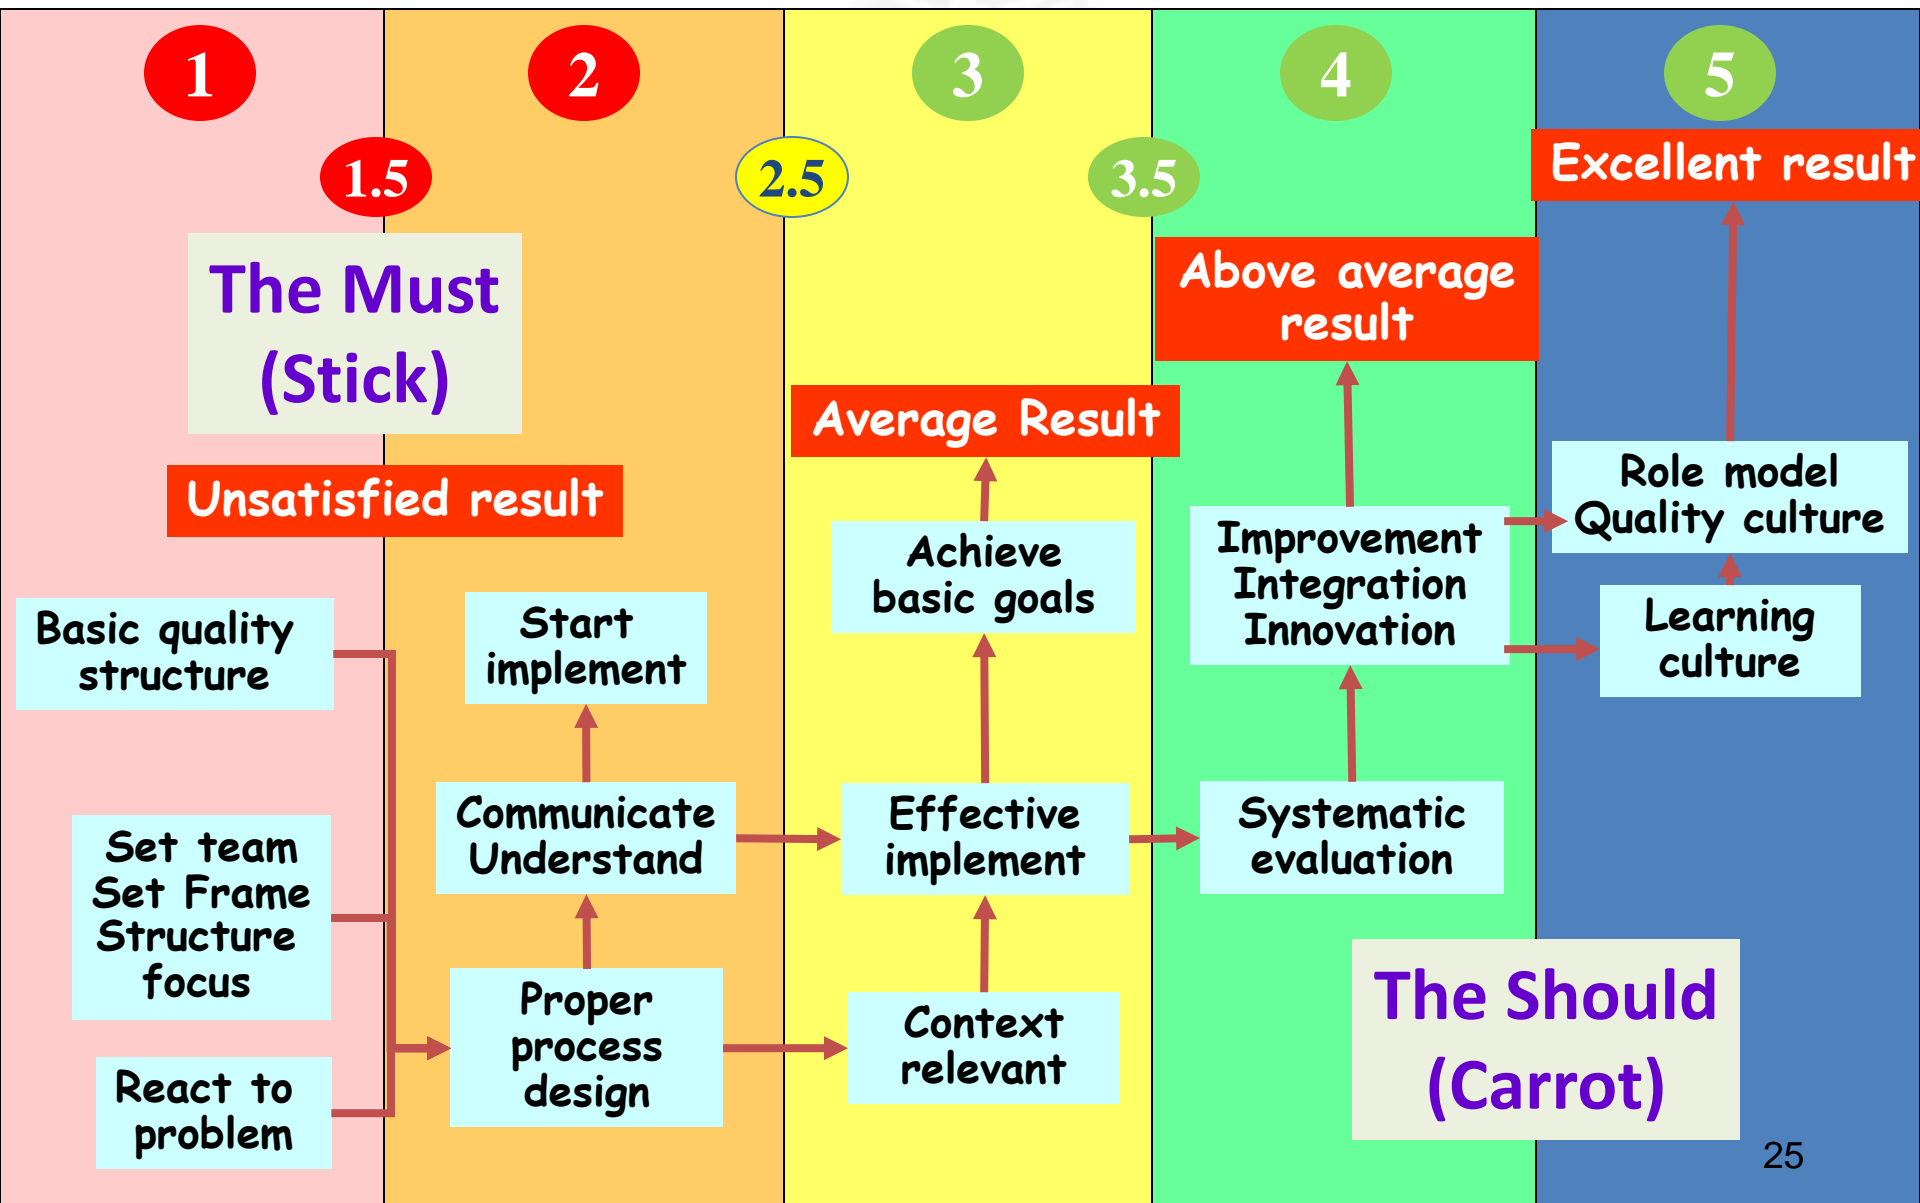 1
2
3
4
5
1.5
2.5
3.5
Excellent result
The Must
(Stick)
Above average
result
Average Result
Unsatisfied result
Role model
Quality culture
Improvement
Integration
Innovation
Achieve
basic goals
Learning
culture
Basic quality
structure
Start
implement
Communicate
Understand
Effective
implement
Systematic
evaluation
Set team
Set Frame
Structure
focus
Proper
process
design
Context
relevant
The Should
(Carrot)
React to
problem
25